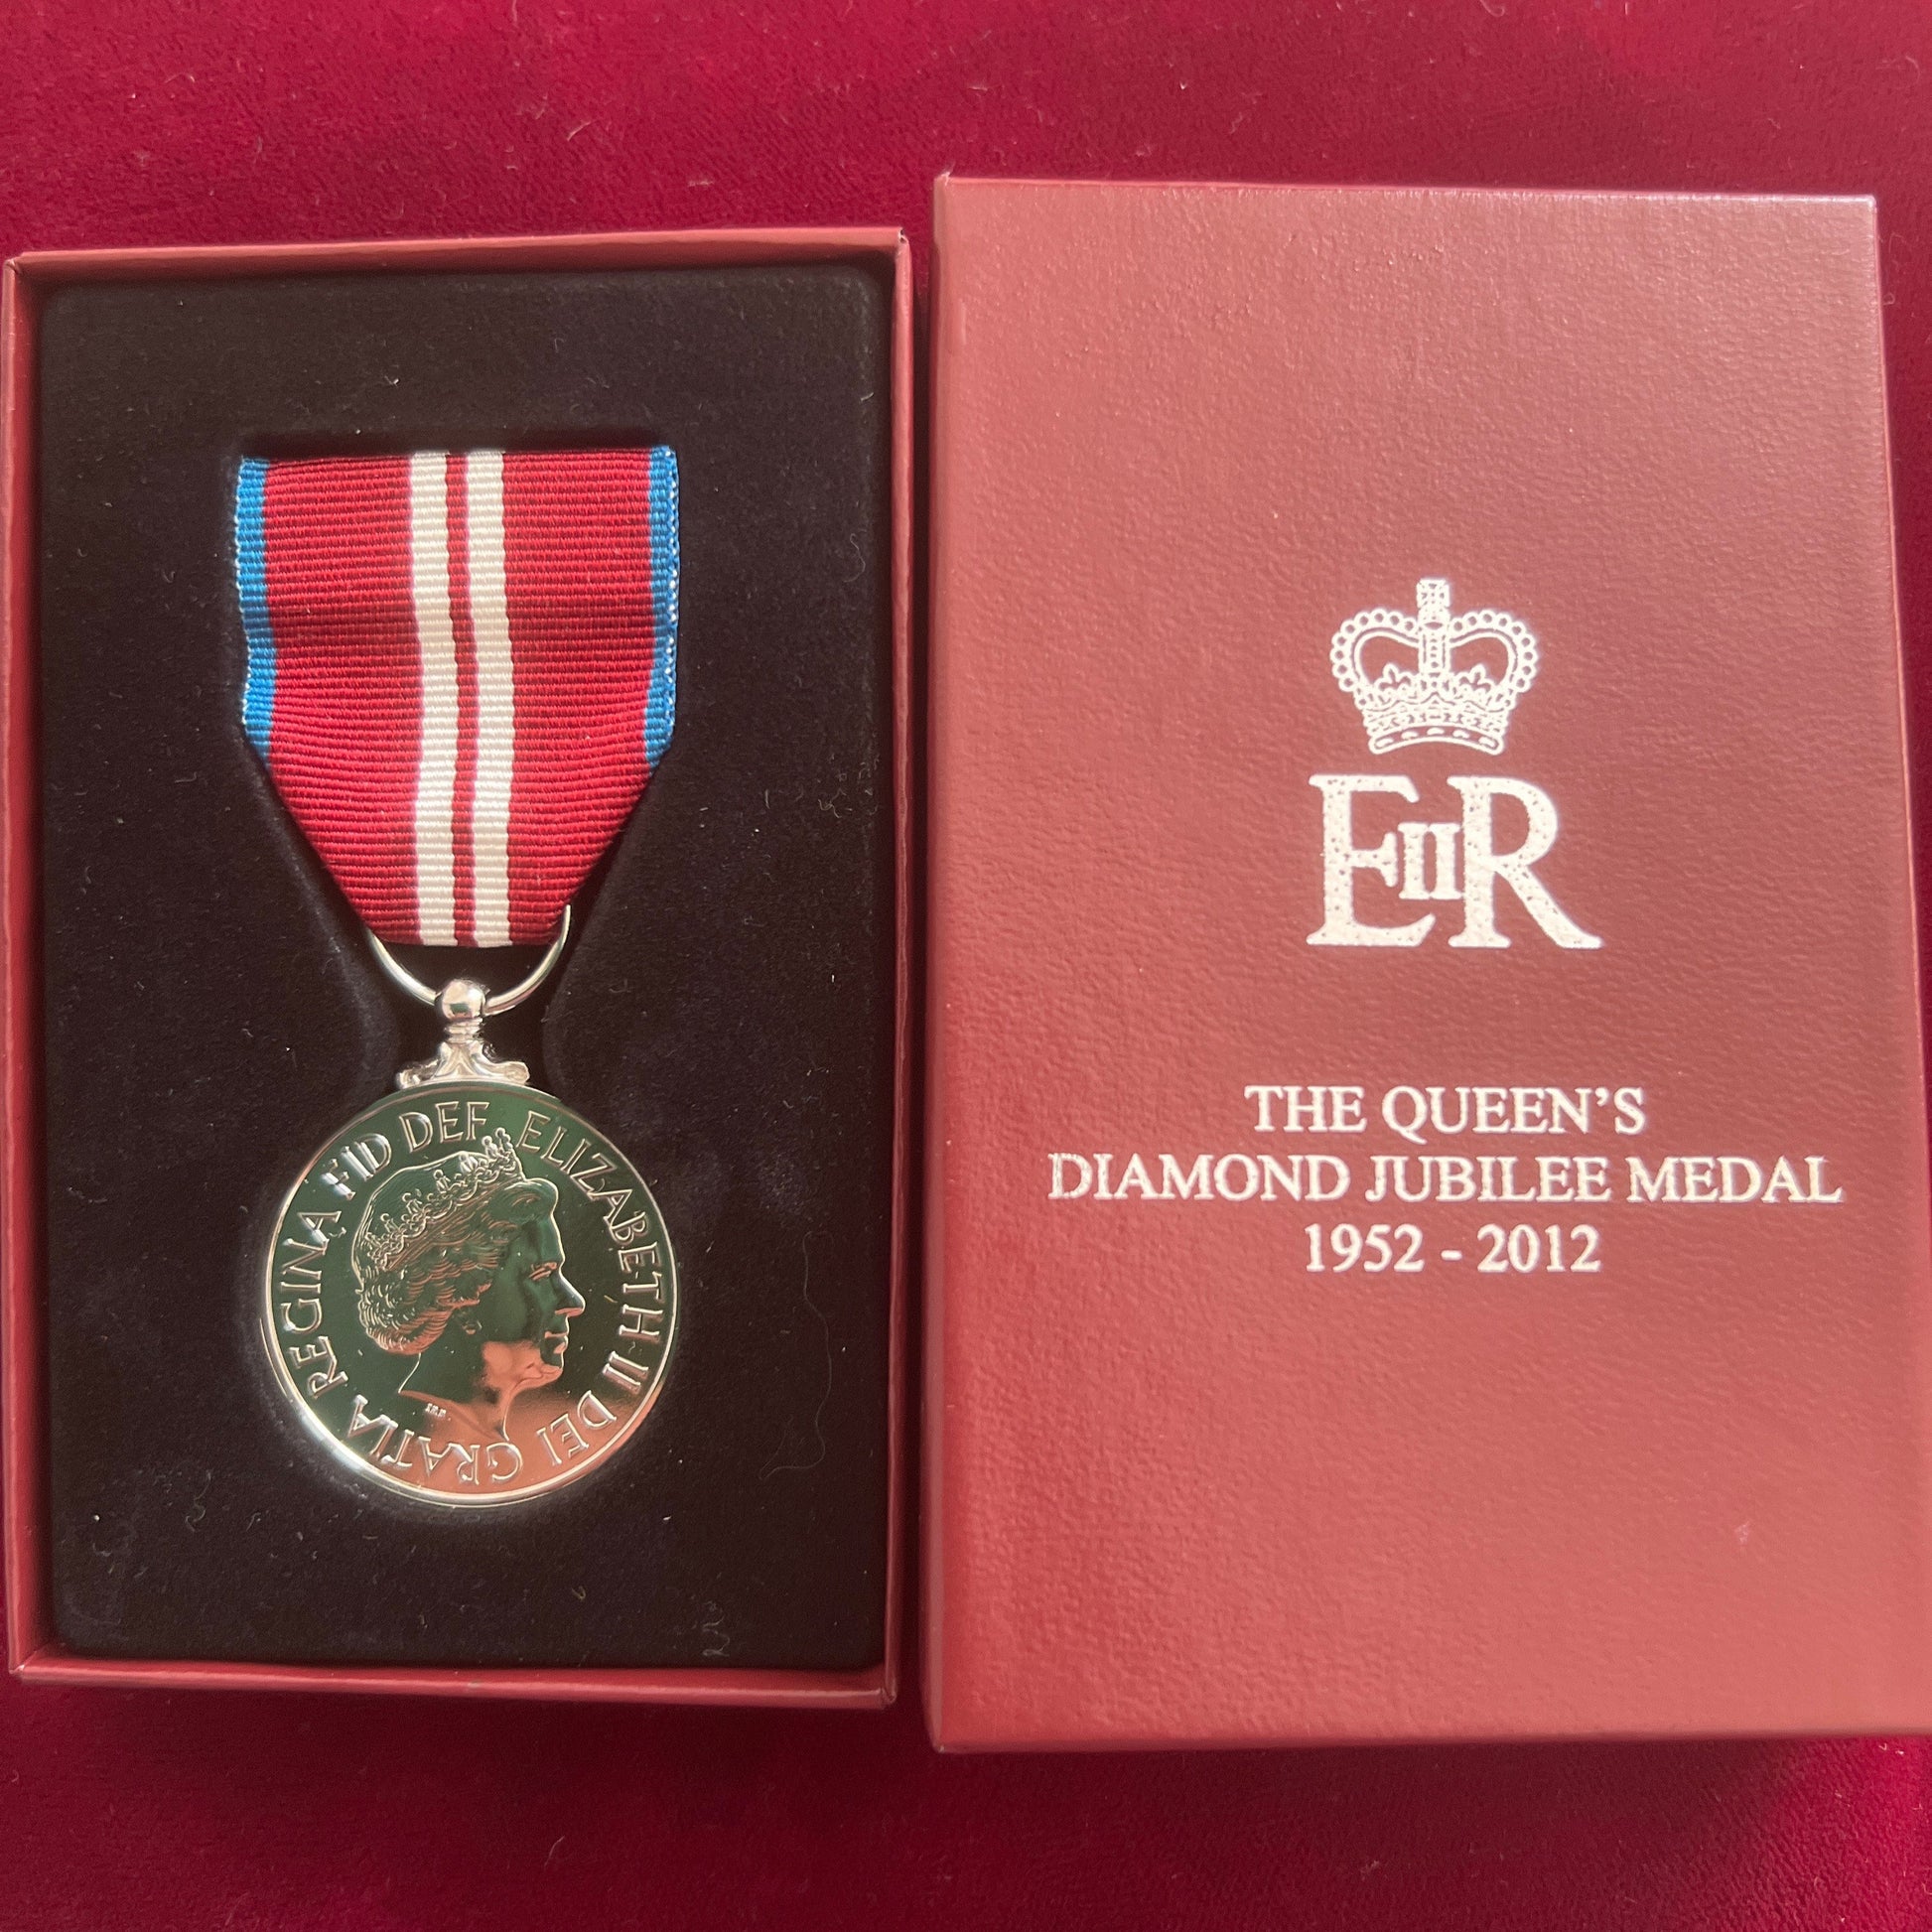 ELIZABETH·II DEI GRATIA REGINA FID DEF
EIIR
THE QUEEN'S
DIAMOND JUBILEE MEDAL
1952 - 2012